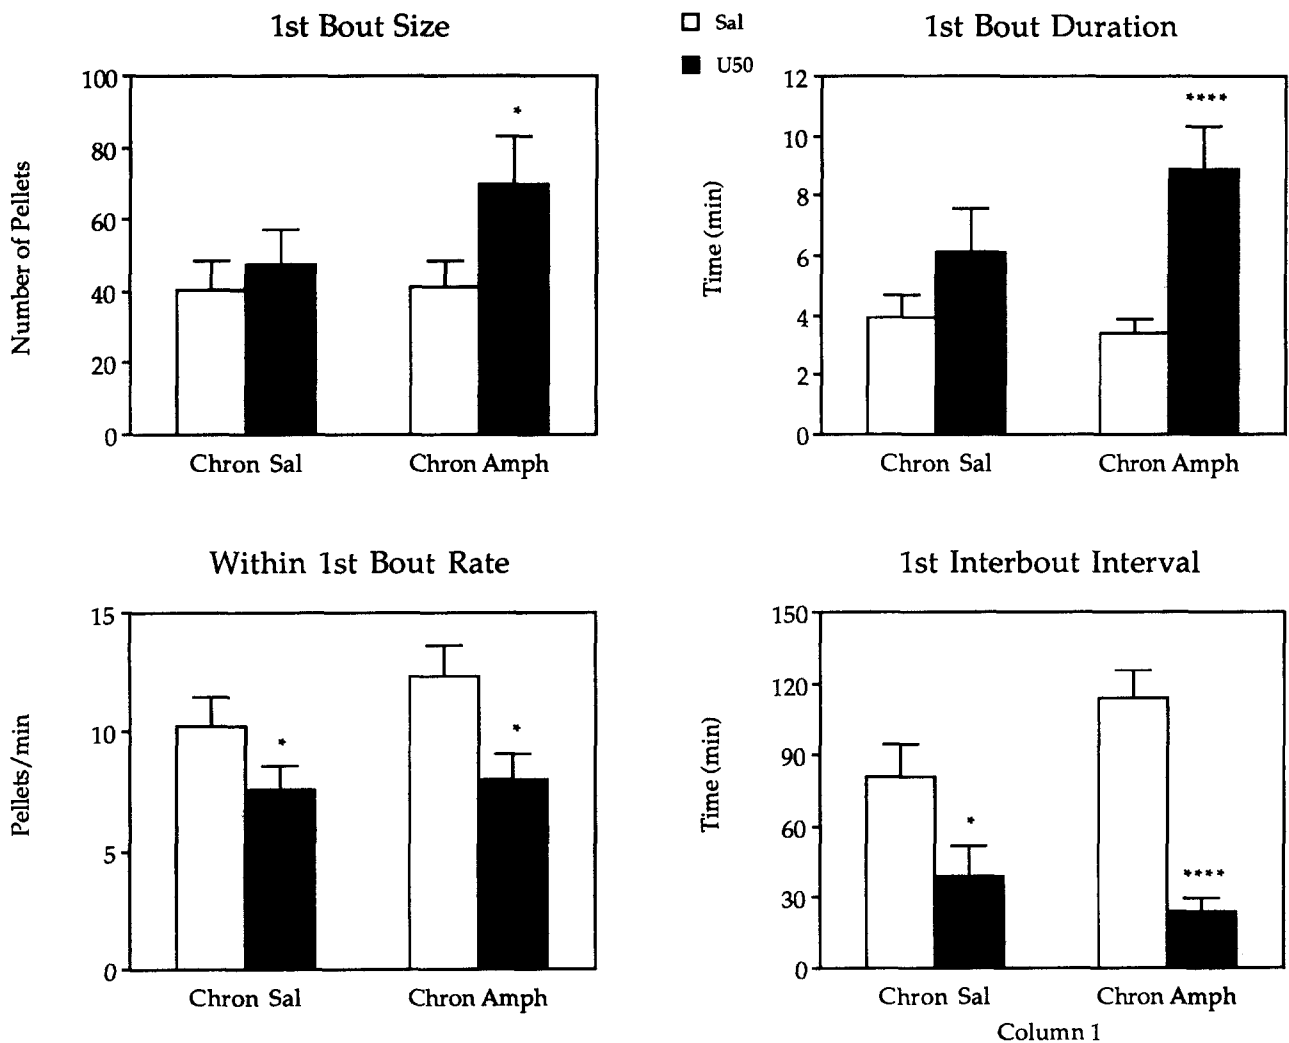 1st Bout Size
Sal
U50
1st Bout Duration
100
80
60
40
20
0
Number of Pellets
*
Chron Sal
Chron Amph
12
10
8
6
4
2
0
Time (min)
****
Chron Sal
Chron Amph
Within 1st Bout Rate
15
10
5
0
Pellets/min
*
*
Chron Sal
Chron Amph
1st Interbout Interval
150
120
90
60
30
0
Time (min)
*
****
Chron Sal
Chron Amph
Column 1